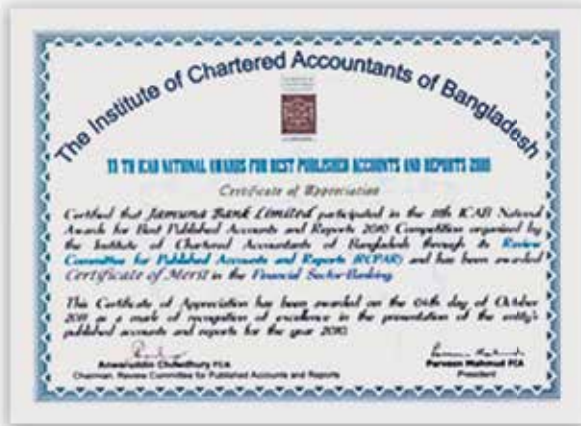 The Institute of Chartered Accountants of Bangladesh
11 TH ICAB NATIONAL AWARDS FOR BEST PUBLISHED ACCOUNTS AND REPORTS 2010
Certificate of Appreciation
Certified that Jamuna Bank Limited participated in the 11th ICAB National
Awards for Best Published Accounts and Reports 2010 Competition organized by
the Institute of Chartered Accountants of Bangladesh through its Review
Committee for Published Accounts and Reports (RCPAR) and has been awarded
Certificate of Merit in the Financial Sector-Banking.
This Certificate of Appreciation has been awarded on the 04th day of October
2011 as a mark of recognition of excellence in the presentation of the entity's
published accounts and reports for the year 2010.
Anwaruddin Chowdhury FCA
Chairman, Review Committee for Published Accounts and Reports
Parveen Mahmud FCA
President